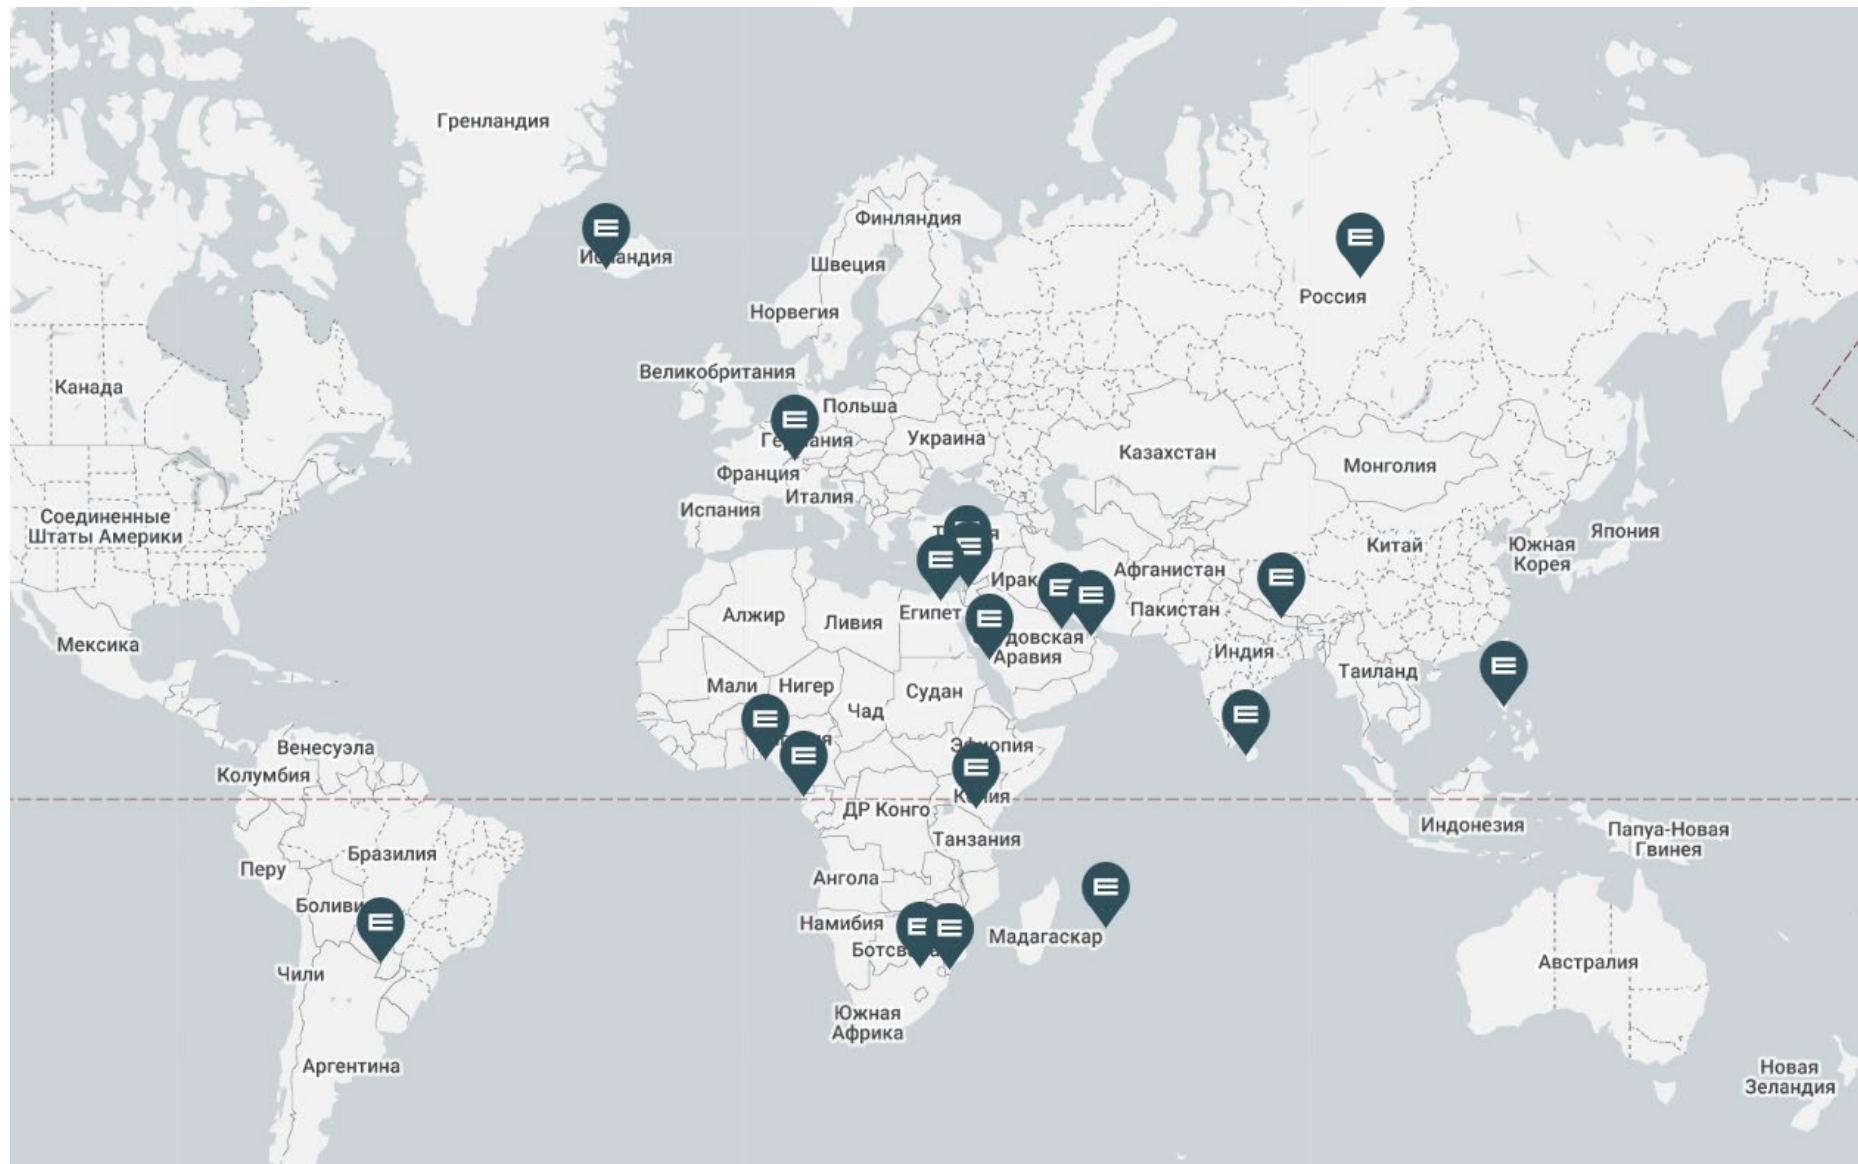 Гренландия
Финляндия
Швеция
Россия
Норвегия
Великобритания
Канада
Польша
Украина
Казахстан
Монголия
Франция
Италия
Испания
Соединенные
Штаты Америки
Япония
Китай
Южная
Корея
Ирак
Афганистан
Пакистан
Египет
Алжир
Ливия
Мексика
Аравия
Индия
Таиланд
Мали
Нигер
Судан
Чад
Венесуэла
Колумбия
ДР Конго
Индонезия
Папуа-Новая
Гвинея
Танзания
Бразилия
Перу
Ангола
Намибия
Мадагаскар
Австралия
Чили
Южная
Африка
Аргентина
Новая
Зеландия